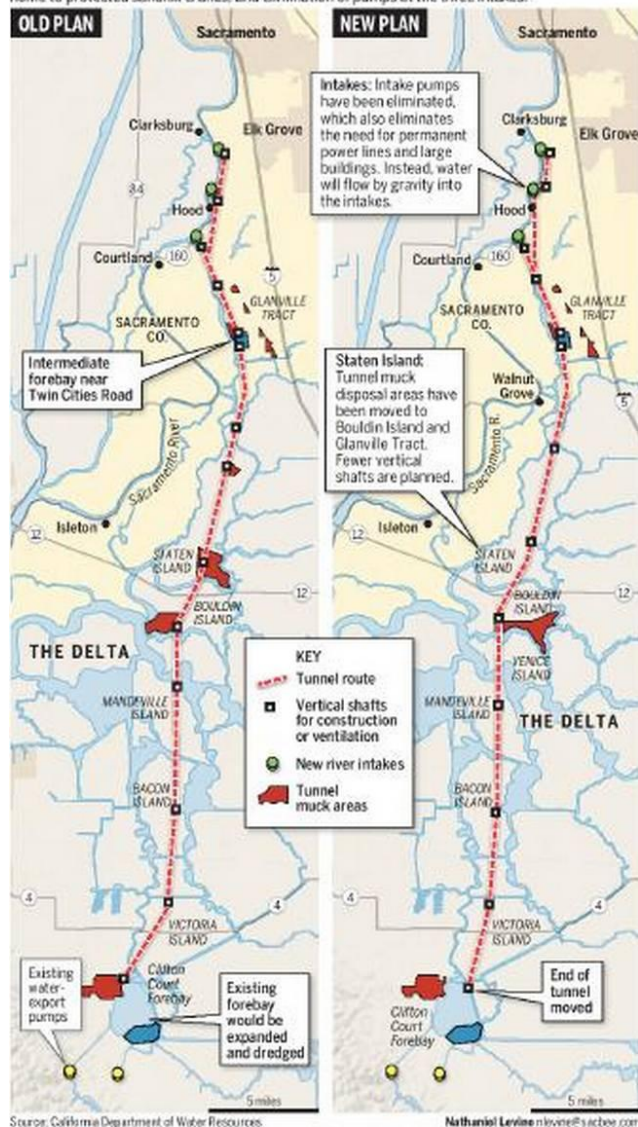 OLD PLAN
Sacramento
Clarksburg
Elk Grove
84
Hood
Courtland
160
5
GLANVILLE
TRACT
SACRAMENTO
CO.
Intermediate
forebay near
Twin Cities Road
Sacramento River
Isleton
12
STATEN
ISLAND
12
BOULDIN
ISLAND
THE DELTA
MANDEVILLE
ISLAND
BACON
ISLAND
4
4
VICTORIA
ISLAND
Existing
water-
export
pumps
Clifton
Court
Forebay
Existing
forebay
would be
expanded
and dredged
5 miles
NEW PLAN
Sacramento
Intakes: Intake pumps
have been eliminated,
which also eliminates
the need for permanent
power lines and large
buildings. Instead, water
will flow by gravity into
the intakes.
Clarksburg
Elk Grove
Hood
Courtland
160
GLANVILLE
TRACT
SACRAMENTO
CO.
Staten Island:
Tunnel muck
disposal areas have
been moved to
Bouldin Island and
Glanville Tract.
Fewer vertical
shafts are planned.
Walnut
Grove
5
Sacramento R.
Isleton
12
STATEN
ISLAND
12
BOULDIN
ISLAND
VENICE
ISLAND
MANDEVILLE
ISLAND
THE DELTA
BACON
ISLAND
4
4
VICTORIA
ISLAND
End of
tunnel
moved
Clifton
Court
Forebay
5 miles
KEY
Tunnel route
Vertical shafts
for construction
or ventilation
New river intakes
Tunnel
muck areas
Source: California Department of Water Resources
Nathaniel Levine nlevine@sacbee.com